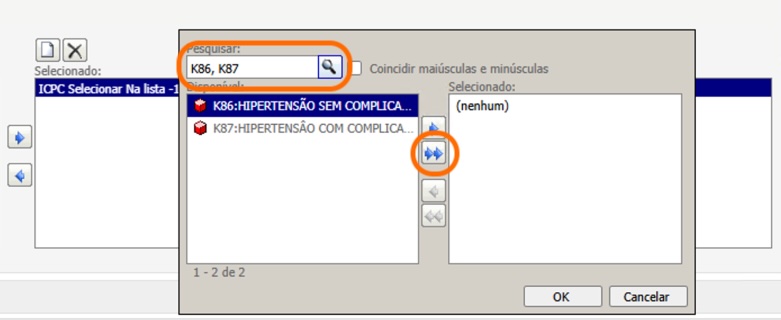 Pesquisar:
K86, K87
Coincidir maiúsculas e minúsculas
Selecionado:
ICPC Selecionar Na lista -1
Disponível:
K86:HIPERTENSÃO SEM COMPLICA...
K87:HIPERTENSÃO COM COMPLICA...
1 - 2 de 2
Selecionado:
(nenhum)
OK
Cancelar